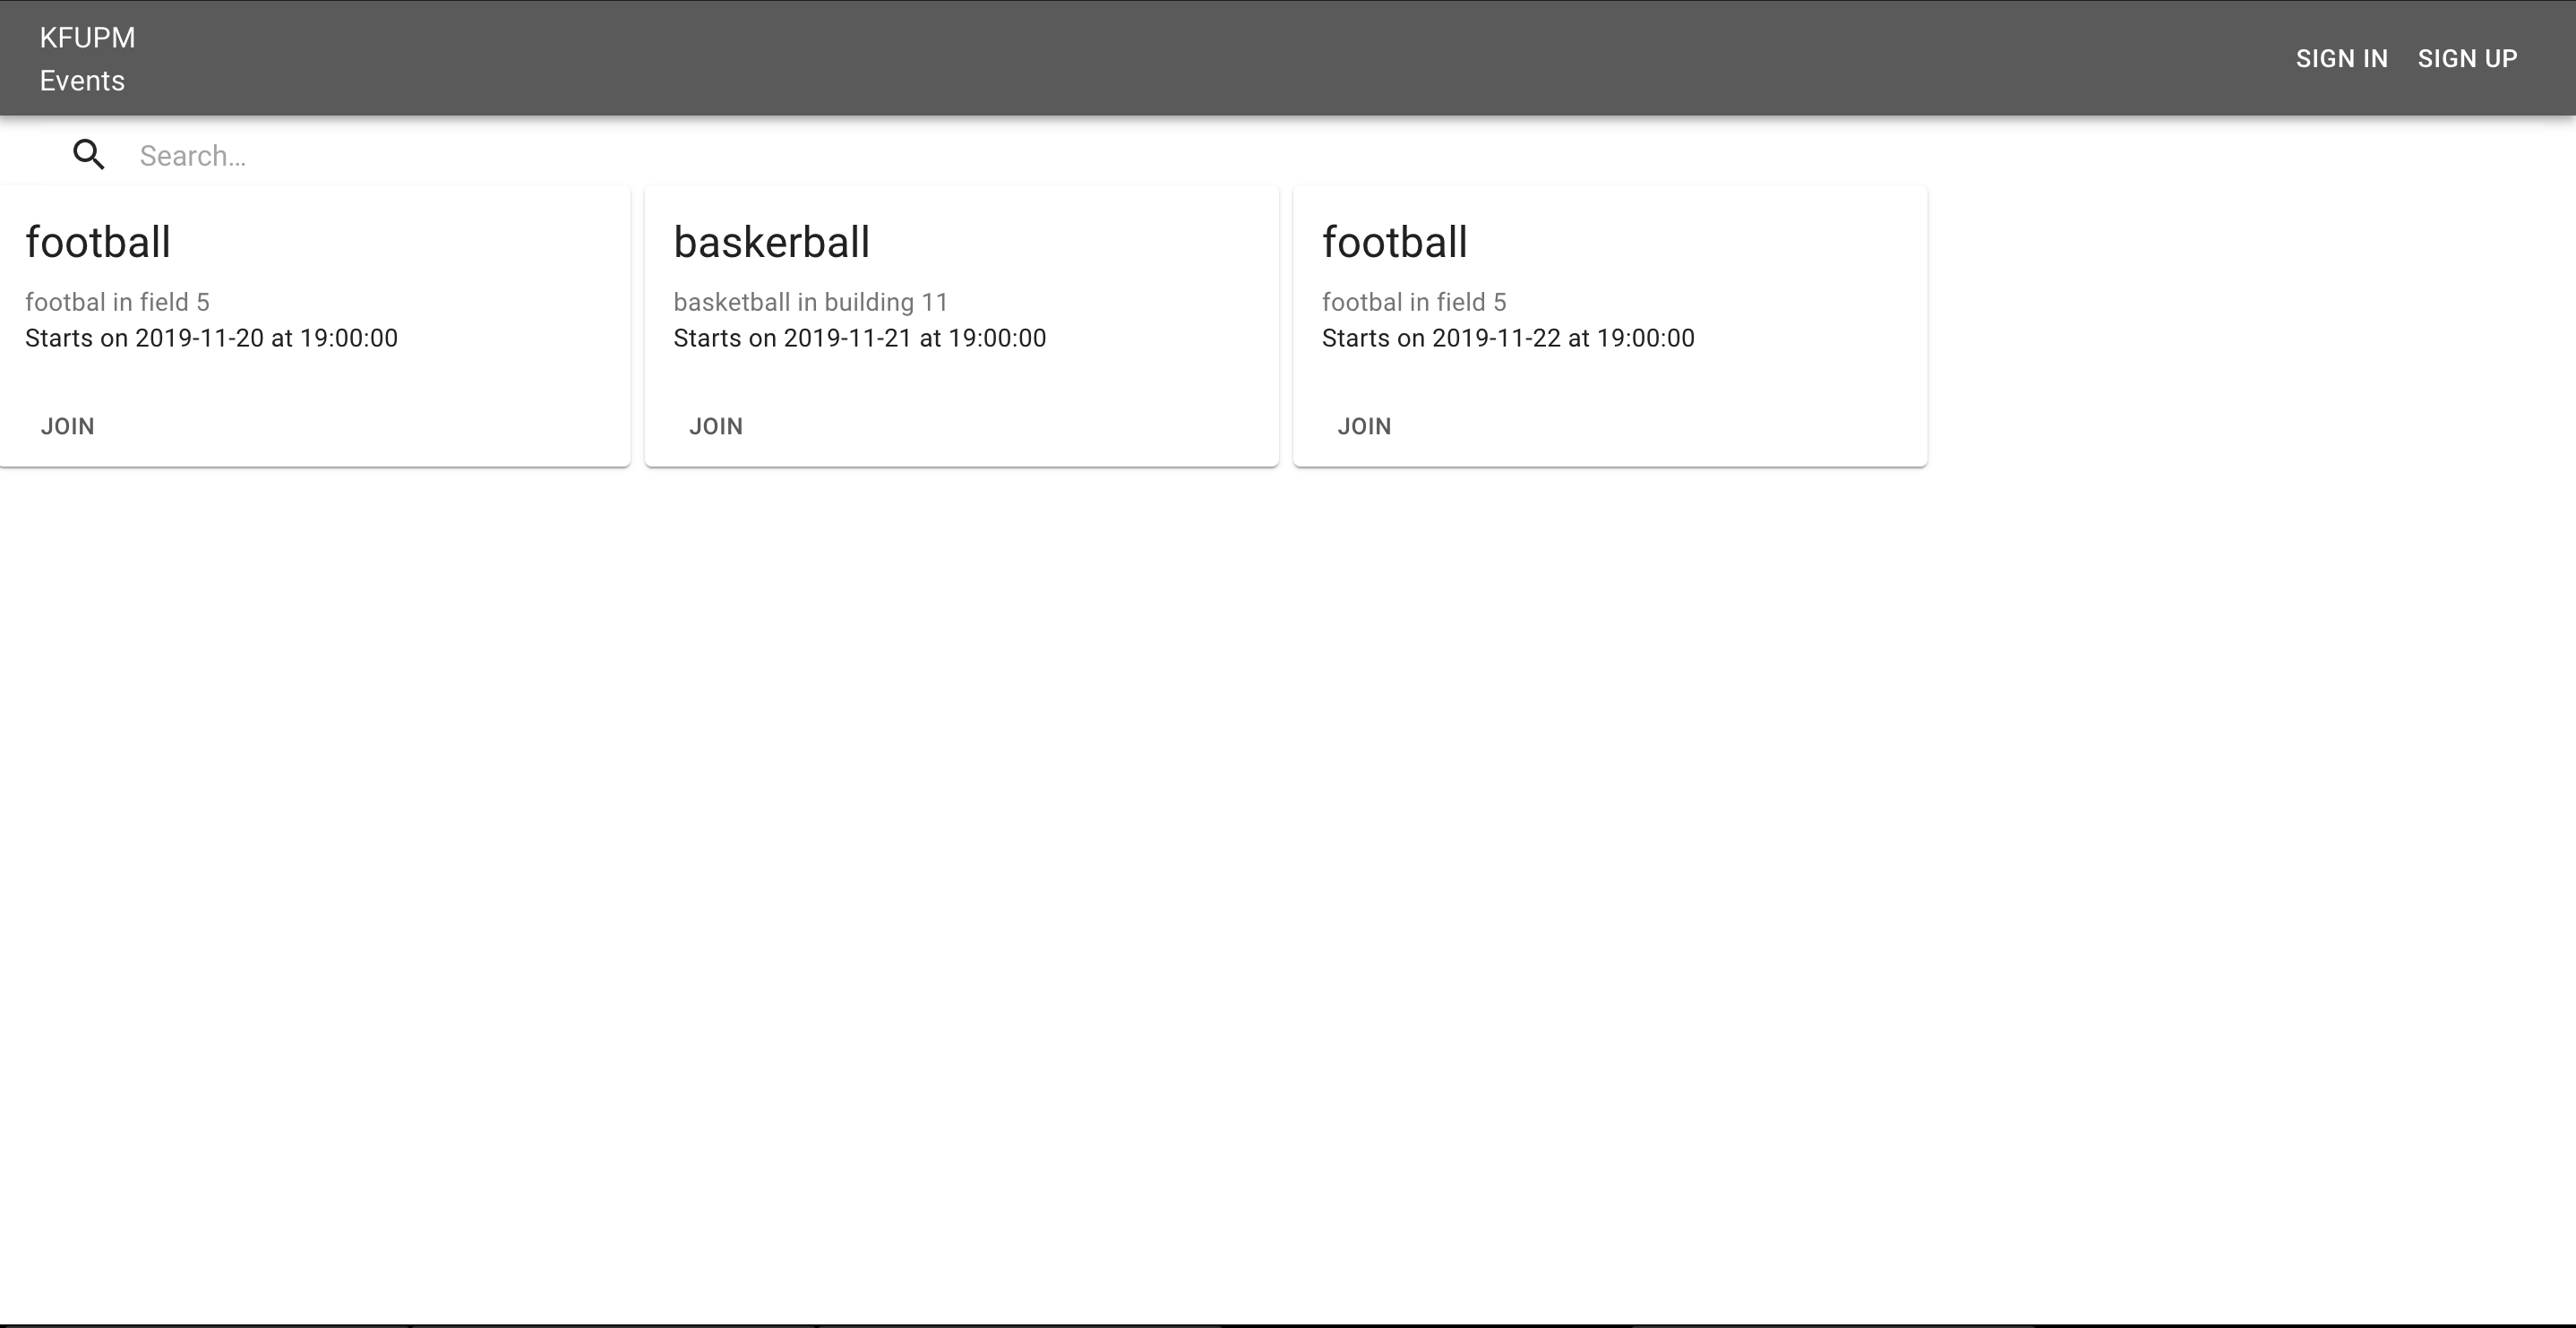 KFUPM
Events
SIGN IN
SIGN UP
Search...
football
footbal in field 5
Starts on 2019-11-20 at 19:00:00
JOIN
baskerball
basketball in building 11
Starts on 2019-11-21 at 19:00:00
JOIN
football
footbal in field 5
Starts on 2019-11-22 at 19:00:00
JOIN